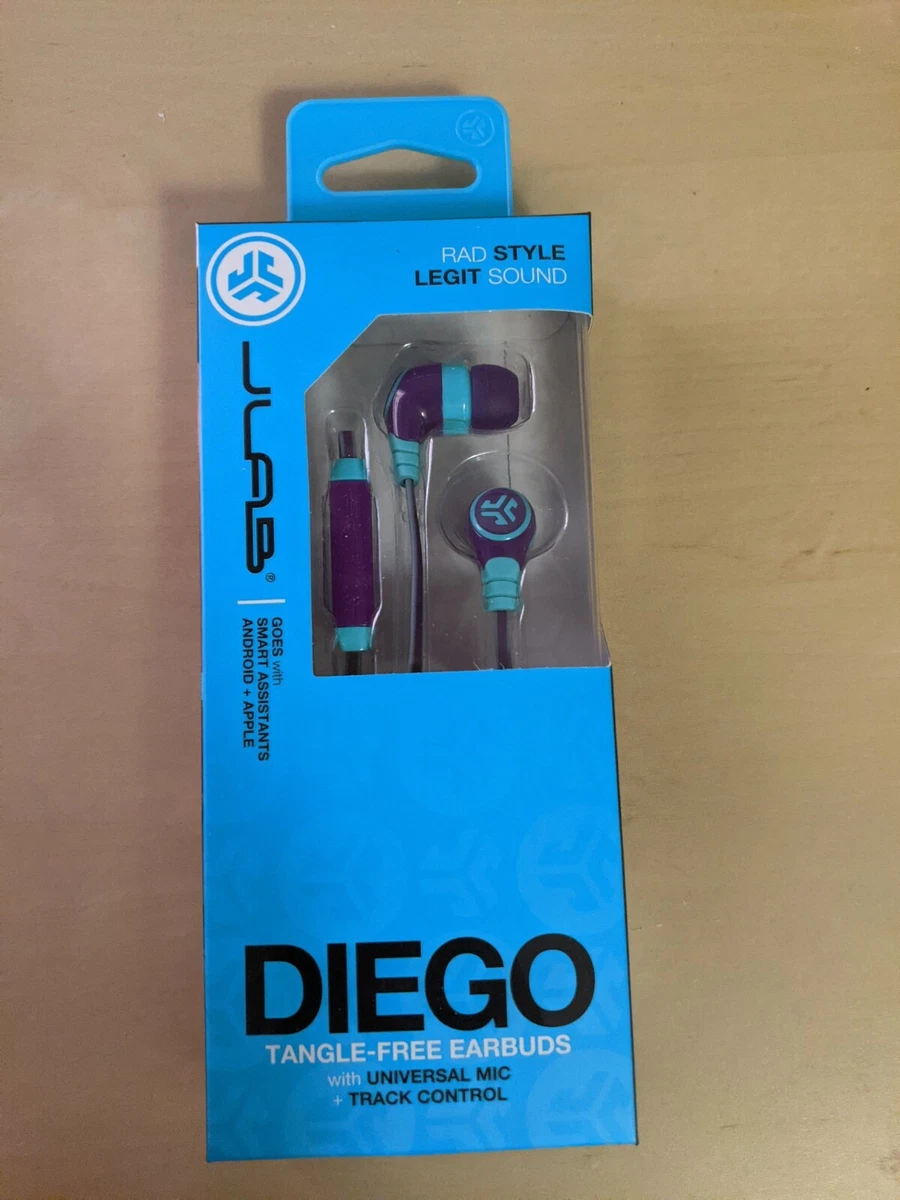 RAD STYLE
LEGIT SOUND
JLAB®
GOES with
SMART ASSISTANTS
ANDROID + APPLE
DIEGO
TANGLE-FREE EARBUDS
with UNIVERSAL MIC
+ TRACK CONTROL